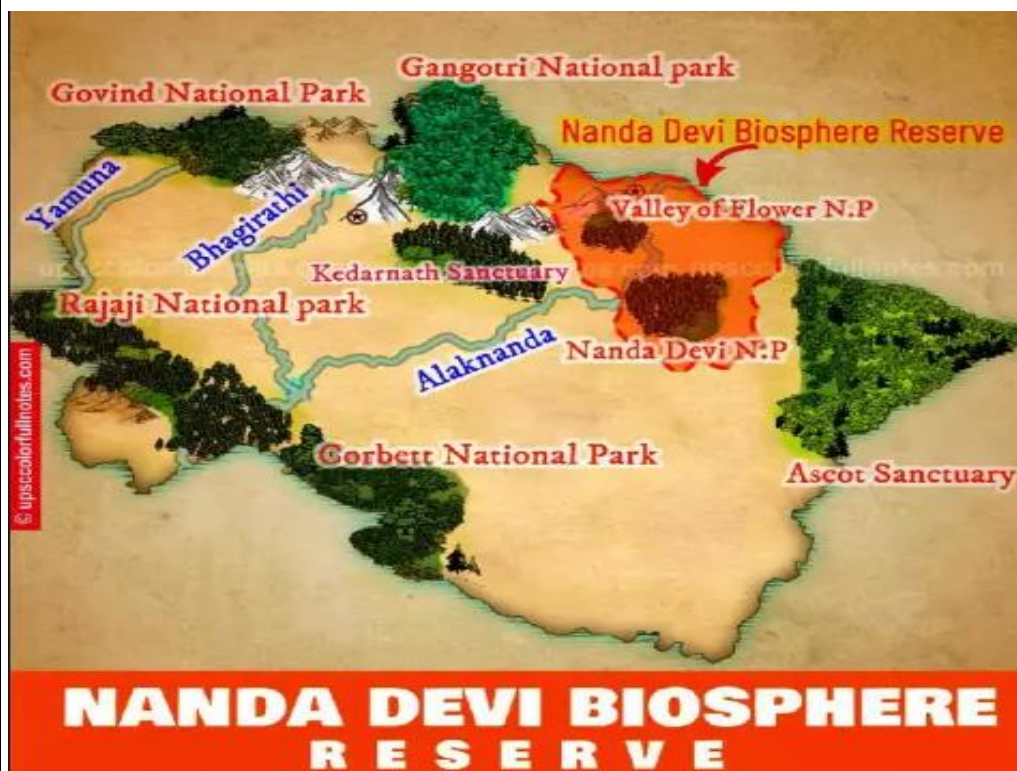 Gangotri National park
Govind National Park
Nanda Devi Biosphere Reserve
Yamuna
Bhagirathi
Valley of Flower N.P
Kedarnath Sanctuary
Rajaji National park
Alaknanda
Nanda Devi N.P
Corbett National Park
Ascot Sanctuary
© upsccolorfullnotes.com
NANDA DEVI BIOSPHERE
RESERVE